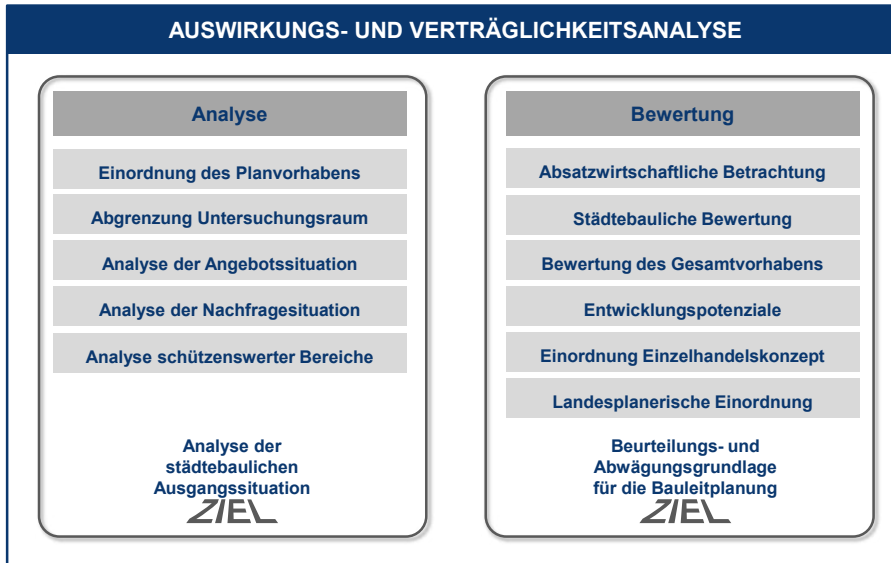 AUSWIRKUNGS- UND VERTRÄGLICHKEITSANALYSE
Analyse
Einordnung des Planvorhabens
Abgrenzung Untersuchungsraum
Analyse der Angebotssituation
Analyse der Nachfragesituation
Analyse schützenswerter Bereiche
Analyse der
städtebaulichen
Ausgangssituation
ZIEL
Bewertung
Absatzwirtschaftliche Betrachtung
Städtebauliche Bewertung
Bewertung des Gesamtvorhabens
Entwicklungspotenziale
Einordnung Einzelhandelskonzept
Landesplanerische Einordnung
Beurteilungs- und
Abwägungsgrundlage
für die Bauleitplanung
ZIEL